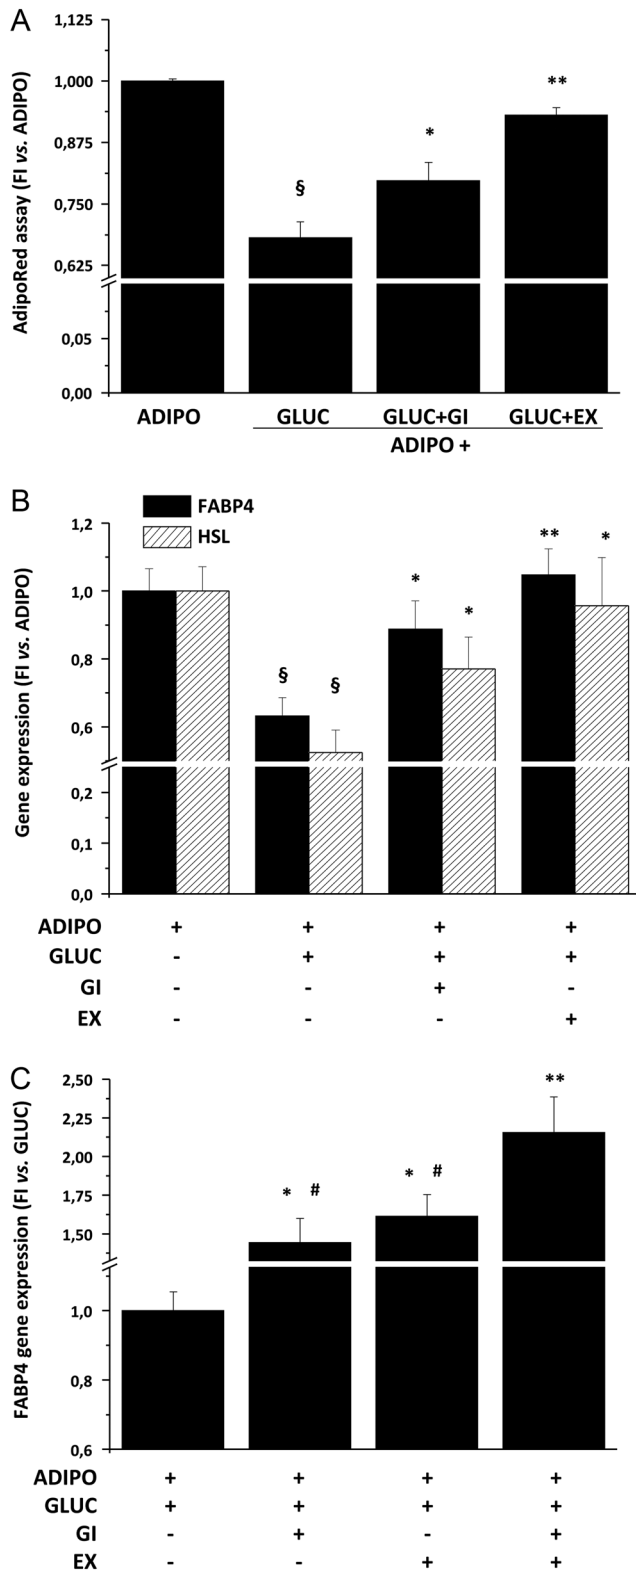 A
AdipoRed assay (FI vs. ADIPO)
1,125
1,000
0,875
0,750
0,625
0,05
0,00
§
*
**
ADIPO GLUC GLUC+GI GLUC+EX
ADIPO +
B
FABP4
HSL
Gene expression (FI vs. ADIPO)
1,2
1,0
0,8
0,6
0,2
0,1
0,0
§ § * * ** *
ADIPO + + + +
GLUC - + + +
GI - - + -
EX - - - +
C
FABP4 gene expression (FI vs. GLUC)
2,50
2,25
2,00
1,75
1,50
1,0
0,8
0,6
* # * # **
ADIPO + + + +
GLUC + + + +
GI - + - +
EX - - + +